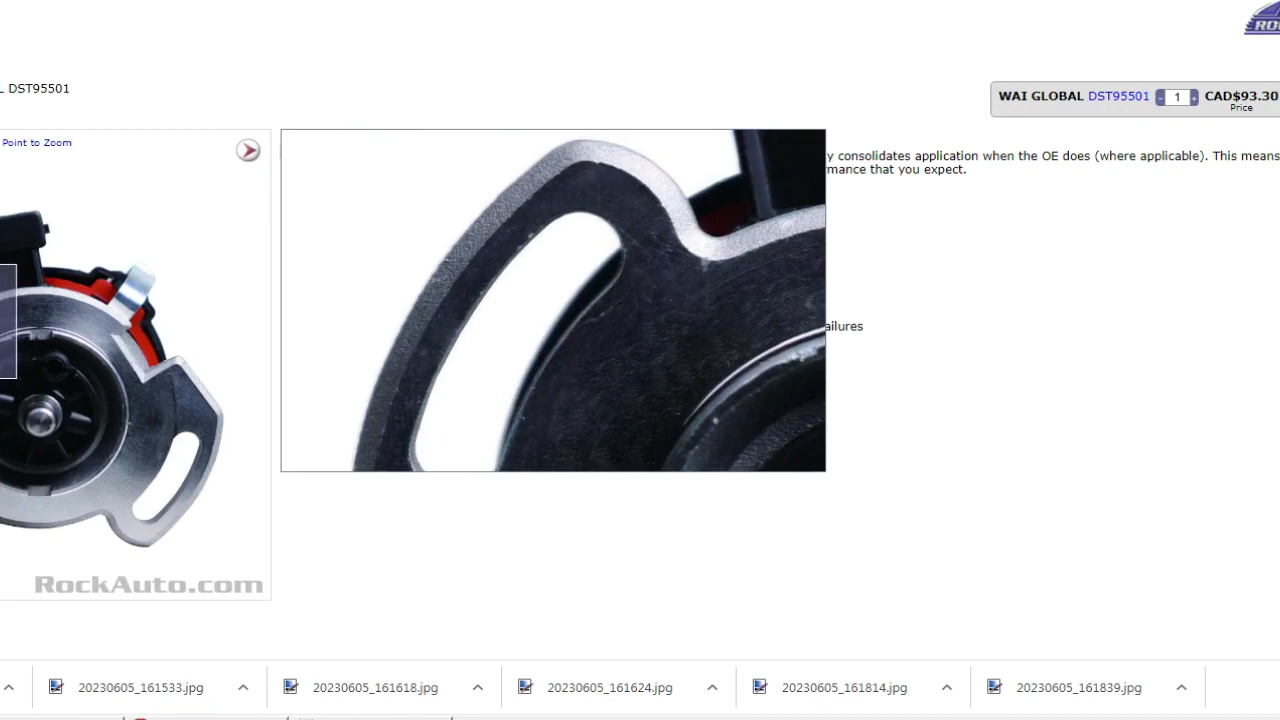 ROC
L DST95501
WAI GLOBAL DST95501 - 1 + CAD$93.30
Price
Point to Zoom
y consolidates application when the OE does (where applicable). This means
mance that you expect.
ailures
RockAuto.com
20230605_161533.jpg
20230605_161618.jpg
20230605_161624.jpg
20230605_161814.jpg
20230605_161839.jpg